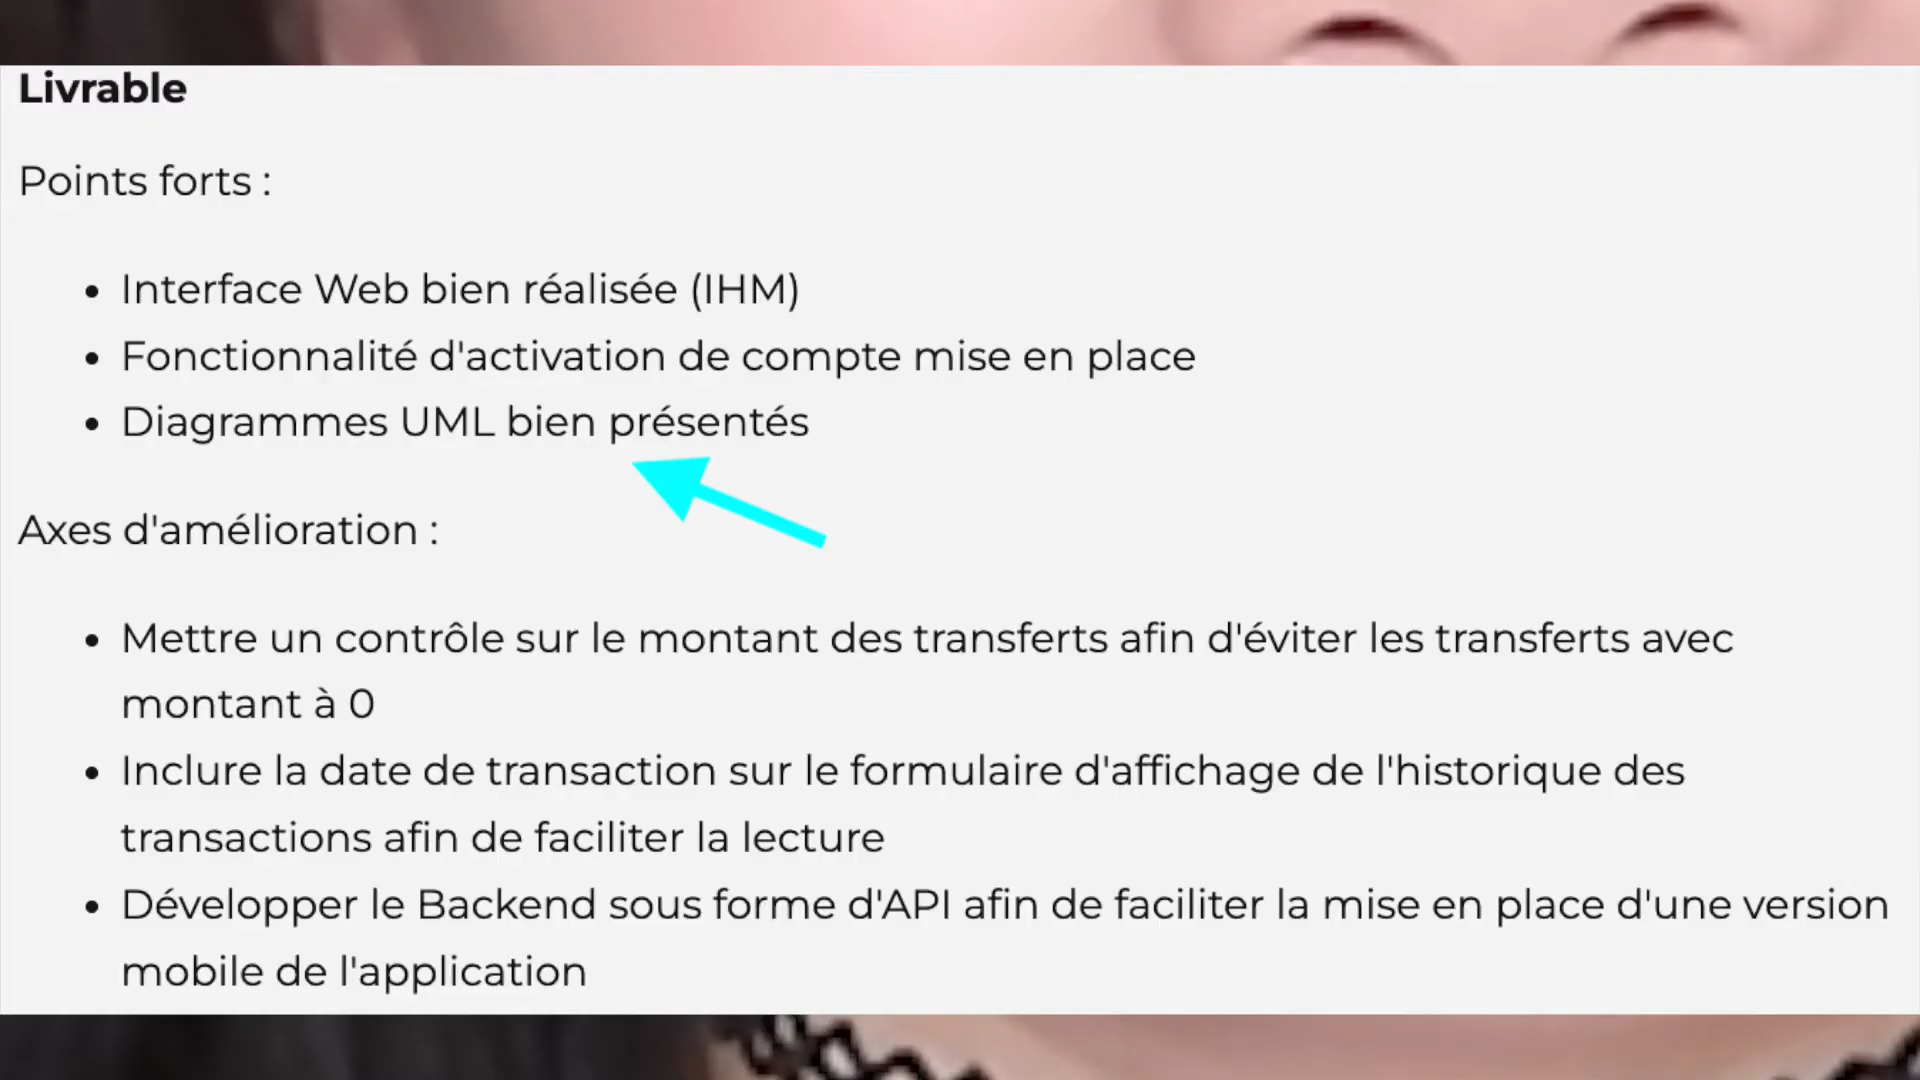 Livrable
Points forts :
• Interface Web bien réalisée (IHM)
• Fonctionnalité d'activation de compte mise en place
• Diagrammes UML bien présentés
Axes d'amélioration :
• Mettre un contrôle sur le montant des transferts afin d'éviter les transferts avec
montant à 0
• Inclure la date de transaction sur le formulaire d'affichage de l'historique des
transactions afin de faciliter la lecture
• Développer le Backend sous forme d'API afin de faciliter la mise en place d'une version
mobile de l'application